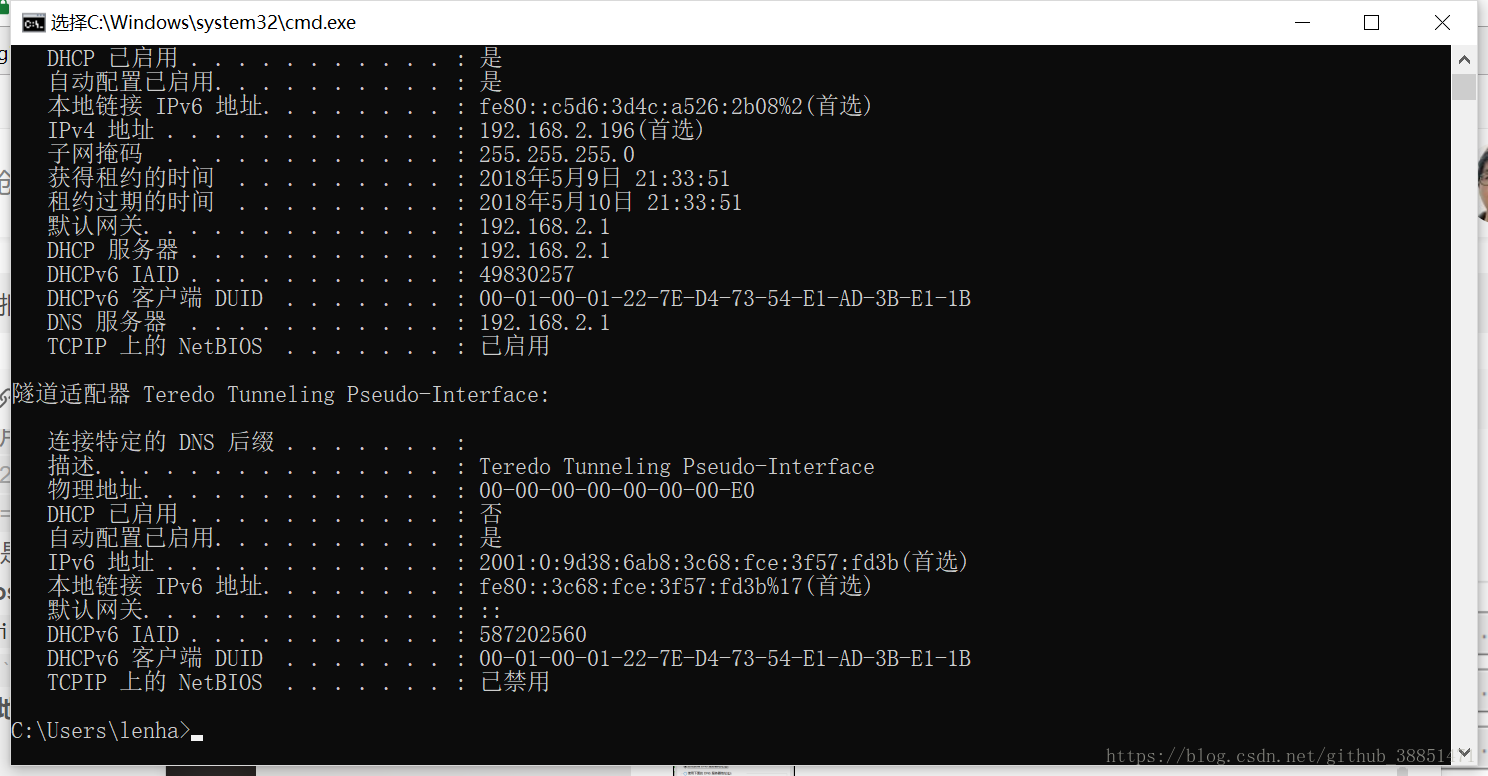 选择C:\Windows\system32\cmd.exe
DHCP 已启用 . . . . . . . . . . . : 是
自动配置已启用. . . . . . . . . . : 是
本地链接 IPv6 地址. . . . . . . . : fe80::c5d6:3d4c:a526:2b08%2(首选)
IPv4 地址 . . . . . . . . . . . . : 192.168.2.196(首选)
子网掩码  . . . . . . . . . . . . : 255.255.255.0
获得租约的时间  . . . . . . . . . : 2018年5月9日 21:33:51
租约过期的时间  . . . . . . . . . : 2018年5月10日 21:33:51
默认网关. . . . . . . . . . . . . : 192.168.2.1
DHCP 服务器 . . . . . . . . . . . : 192.168.2.1
DHCPv6 IAID . . . . . . . . . . . : 49830257
DHCPv6 客户端 DUID  . . . . . . . : 00-01-00-01-22-7E-D4-73-54-E1-AD-3B-E1-1B
DNS 服务器  . . . . . . . . . . . : 192.168.2.1
TCPIP 上的 NetBIOS  . . . . . . . : 已启用
隧道适配器 Teredo Tunneling Pseudo-Interface:
连接特定的 DNS 后缀 . . . . . . . :
描述. . . . . . . . . . . . . . . : Teredo Tunneling Pseudo-Interface
物理地址. . . . . . . . . . . . . : 00-00-00-00-00-00-00-E0
DHCP 已启用 . . . . . . . . . . . : 否
自动配置已启用. . . . . . . . . . : 是
IPv6 地址 . . . . . . . . . . . . : 2001:0:9d38:6ab8:3c68:fce:3f57:fd3b(首选)
本地链接 IPv6 地址. . . . . . . . : fe80::3c68:fce:3f57:fd3b%17(首选)
默认网关. . . . . . . . . . . . . : ::
DHCPv6 IAID . . . . . . . . . . . : 587202560
DHCPv6 客户端 DUID  . . . . . . . : 00-01-00-01-22-7E-D4-73-54-E1-AD-3B-E1-1B
TCPIP 上的 NetBIOS  . . . . . . . : 已禁用
C:\Users\lenha>